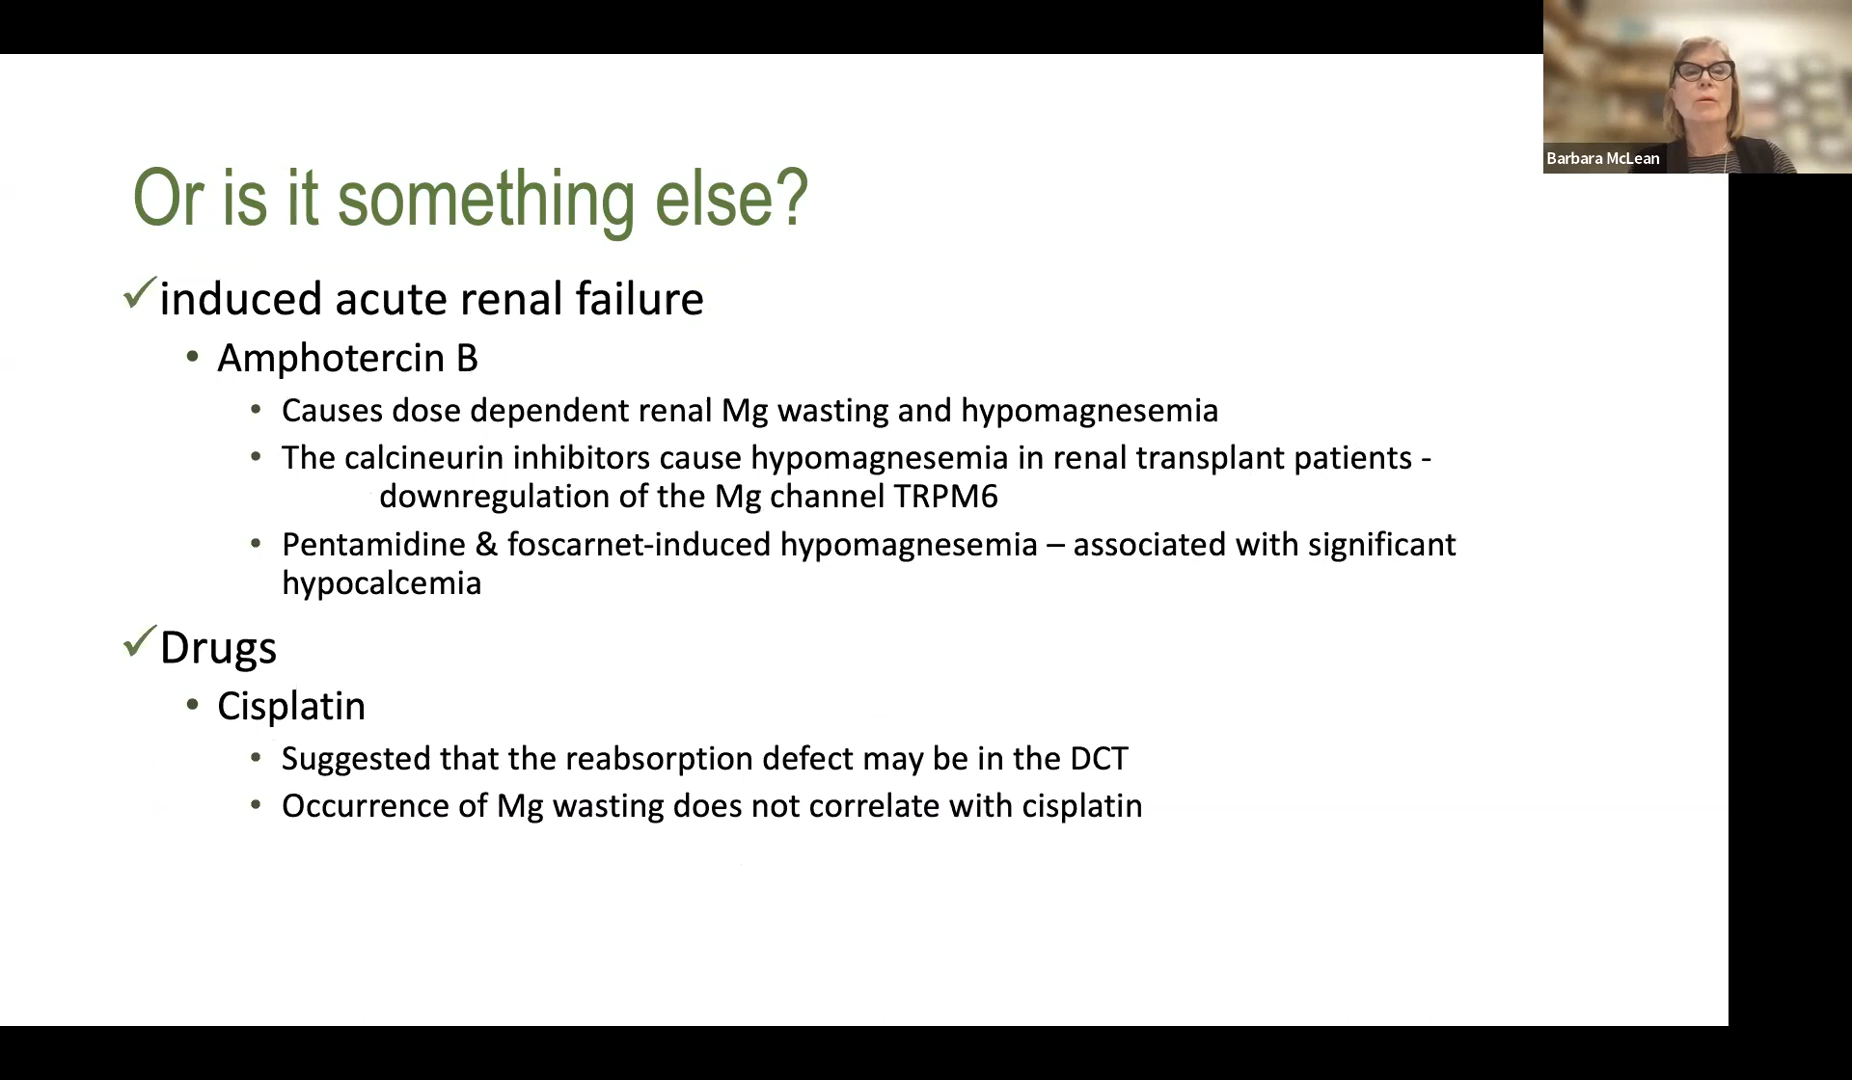 Barbara McLean
Or is it something else?
✓induced acute renal failure
• Amphotercin B
• Causes dose dependent renal Mg wasting and hypomagnesemia
• The calcineurin inhibitors cause hypomagnesemia in renal transplant patients -
downregulation of the Mg channel TRPM6
• Pentamidine & foscarnet-induced hypomagnesemia – associated with significant
hypocalcemia
✓Drugs
• Cisplatin
• Suggested that the reabsorption defect may be in the DCT
• Occurrence of Mg wasting does not correlate with cisplatin